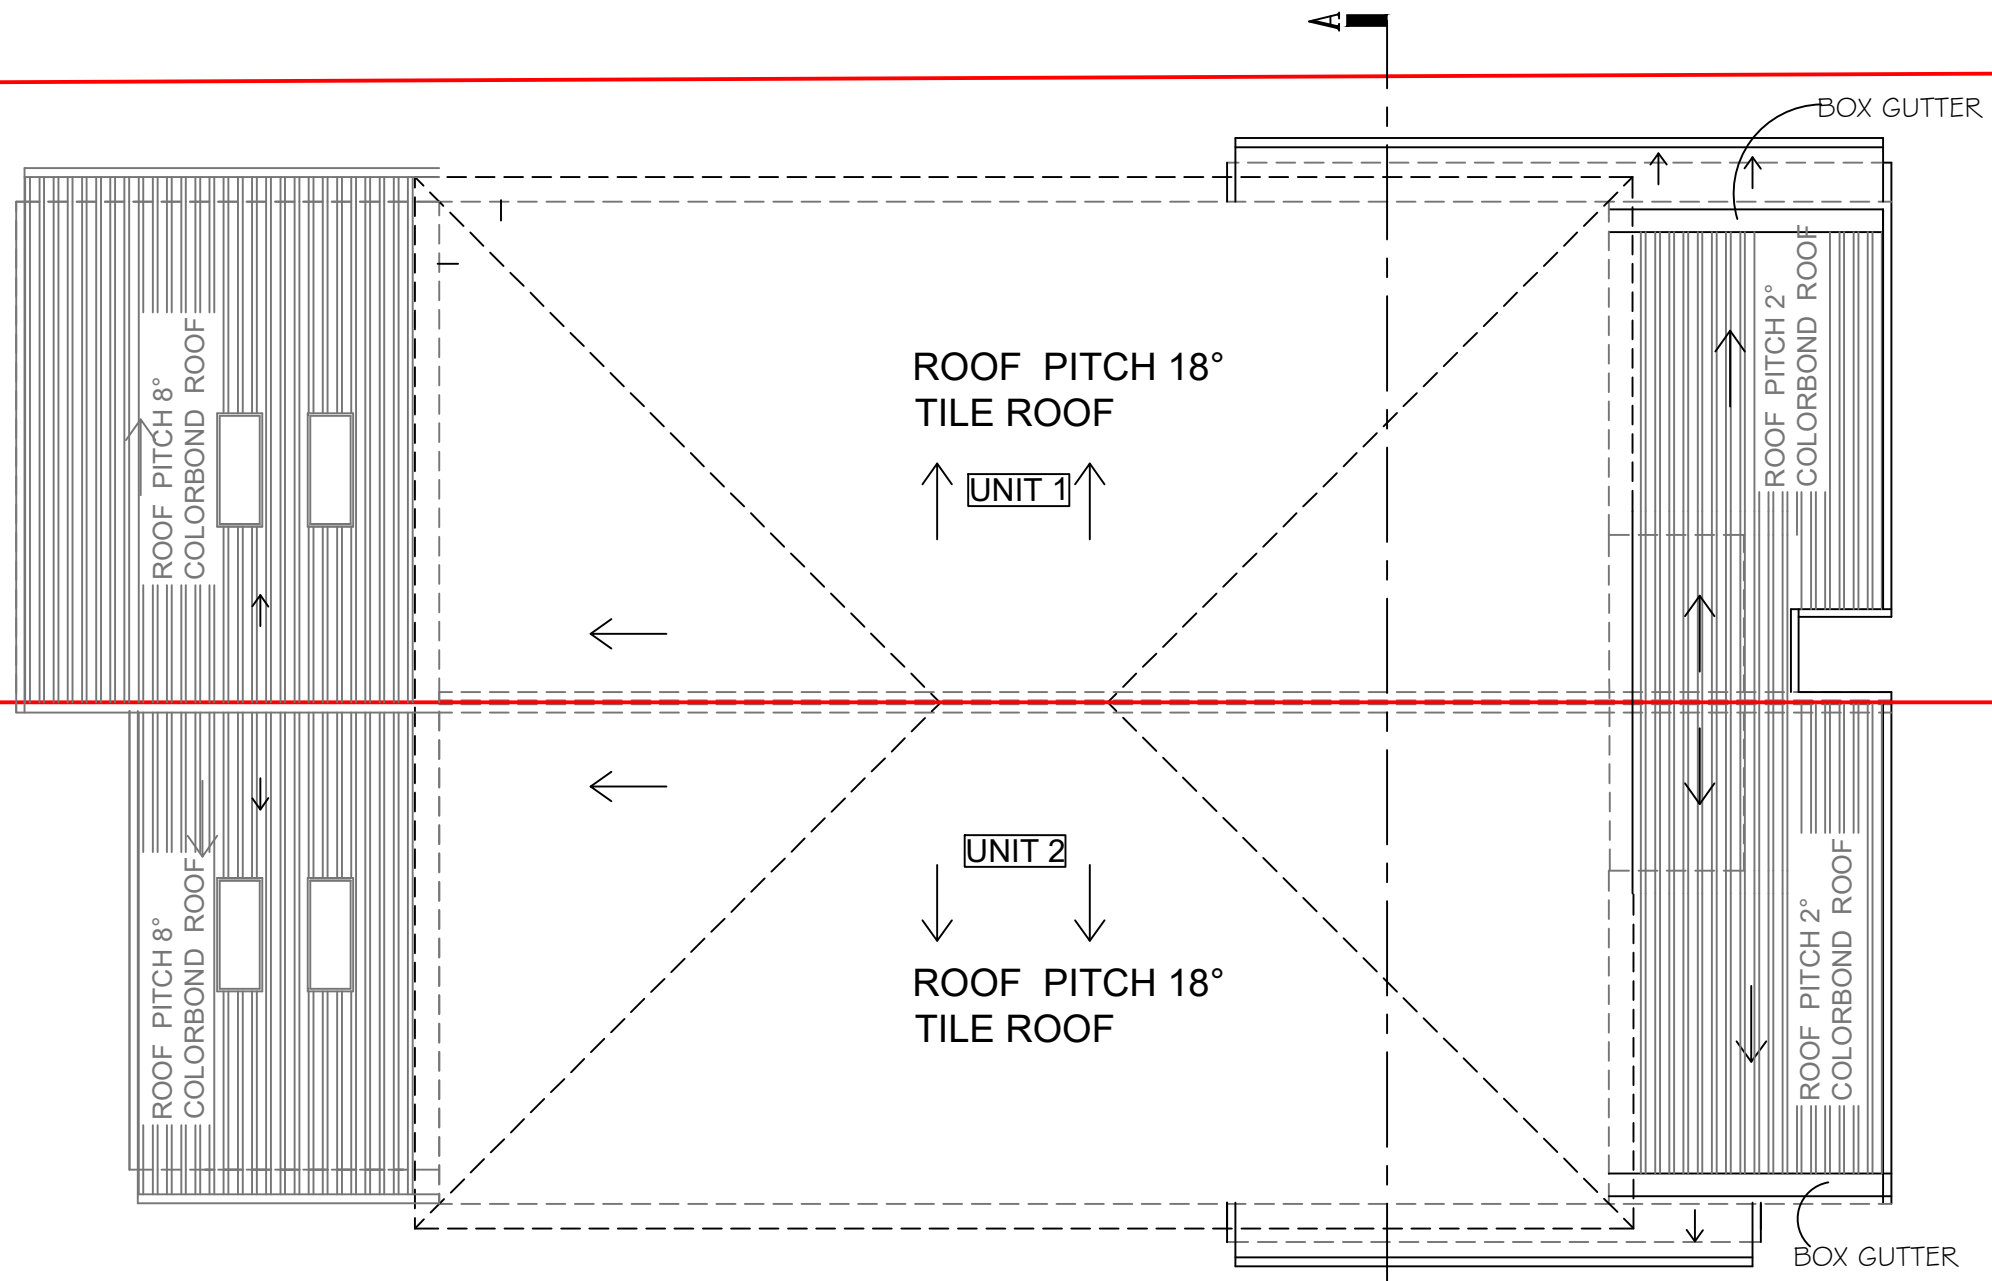 A
BOX GUTTER
ROOF PITCH 8°
COLORBOND ROOF
ROOF PITCH 18°
TILE ROOF
UNIT 1
ROOF PITCH 2°
COLORBOND ROOF
ROOF PITCH 8°
COLORBOND ROOF
UNIT 2
ROOF PITCH 18°
TILE ROOF
ROOF PITCH 2°
COLORBOND ROOF
BOX GUTTER